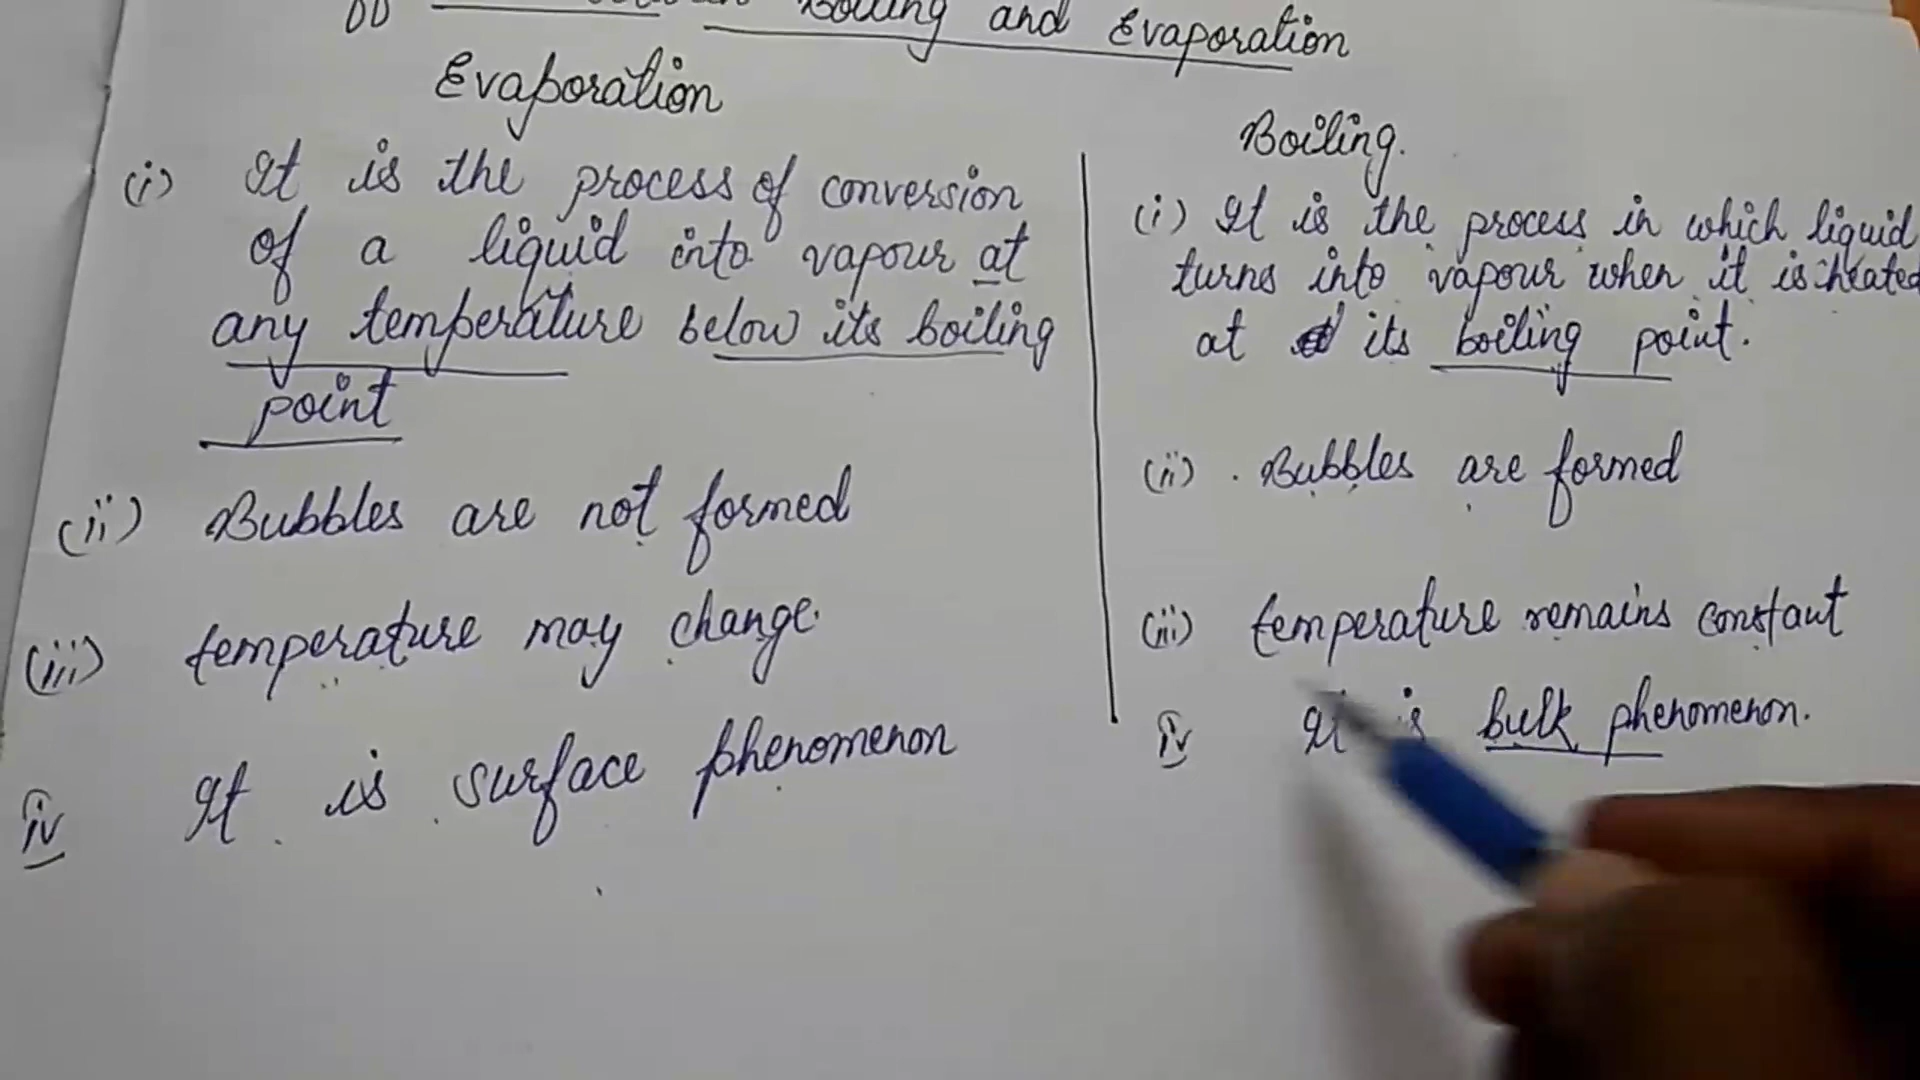 Boiling and Evaporation
Evaporation
(i) It is the process of conversion
of a liquid into vapour at
any temperature below its boiling
point
(ii) Bubbles are not formed
(iii) temperature may change.
iv It is surface phenomenon
Boiling.
(i) It is the process in which liquid
turns into vapour when it is heated
at its boiling point.
(ii) Bubbles are formed
(iii) temperature remains constant
iv It is bulk phenomenon.